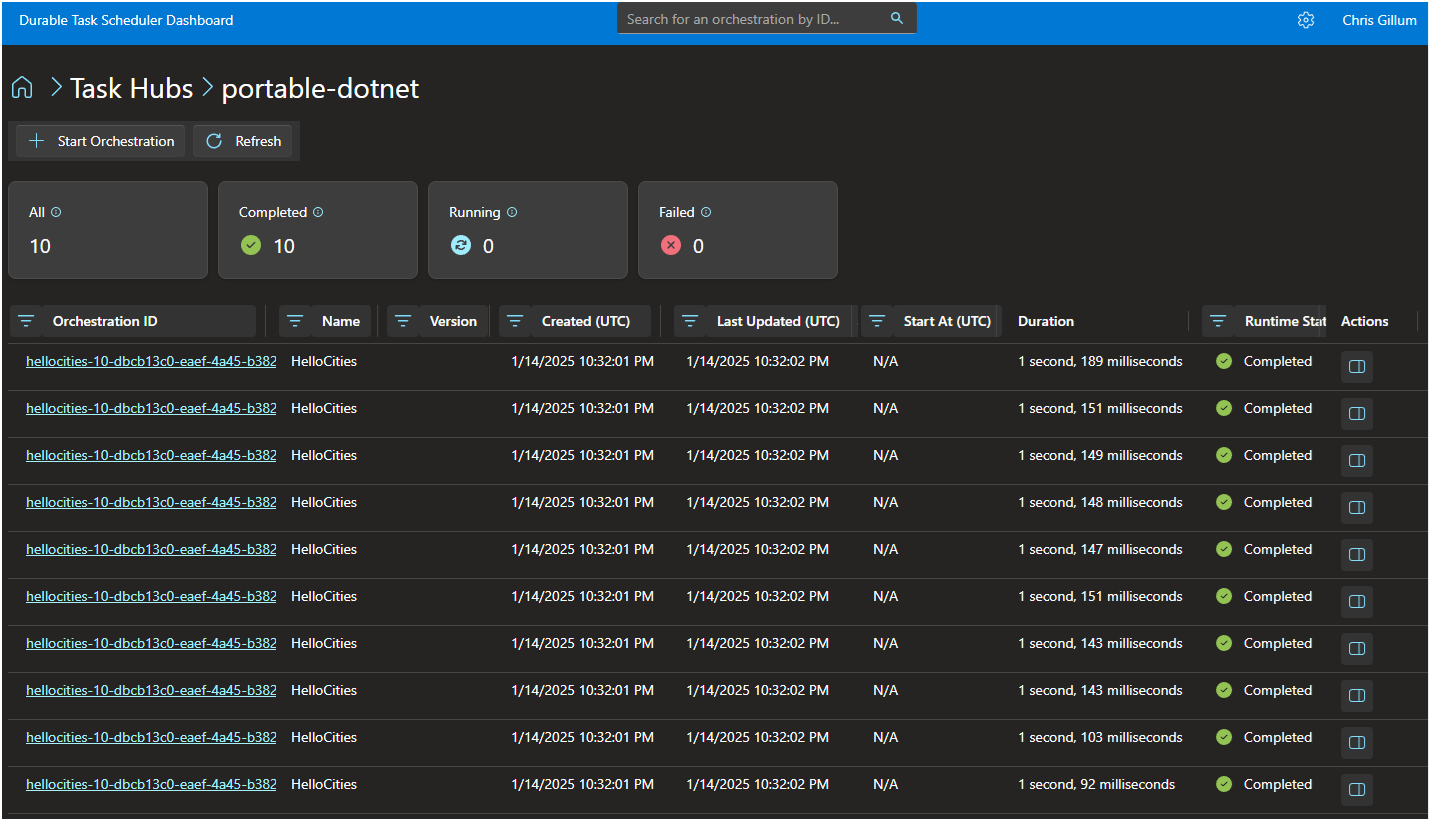 Durable Task Scheduler Dashboard Search for an orchestration by ID... Chris Gillum
Task Hubs portable-dotnet
Start Orchestration Refresh
All Completed Running Failed
10 10 0 0
Orchestration ID Name Version Created (UTC) Last Updated (UTC) Start At (UTC) Duration Runtime Stat Actions
hellocities-10-dbcb13c0-eaef-4a45-b382 HelloCities 1/14/2025 10:32:01 PM 1/14/2025 10:32:02 PM N/A 1 second, 189 milliseconds Completed
hellocities-10-dbcb13c0-eaef-4a45-b382 HelloCities 1/14/2025 10:32:01 PM 1/14/2025 10:32:02 PM N/A 1 second, 151 milliseconds Completed
hellocities-10-dbcb13c0-eaef-4a45-b382 HelloCities 1/14/2025 10:32:01 PM 1/14/2025 10:32:02 PM N/A 1 second, 149 milliseconds Completed
hellocities-10-dbcb13c0-eaef-4a45-b382 HelloCities 1/14/2025 10:32:01 PM 1/14/2025 10:32:02 PM N/A 1 second, 148 milliseconds Completed
hellocities-10-dbcb13c0-eaef-4a45-b382 HelloCities 1/14/2025 10:32:01 PM 1/14/2025 10:32:02 PM N/A 1 second, 147 milliseconds Completed
hellocities-10-dbcb13c0-eaef-4a45-b382 HelloCities 1/14/2025 10:32:01 PM 1/14/2025 10:32:02 PM N/A 1 second, 151 milliseconds Completed
hellocities-10-dbcb13c0-eaef-4a45-b382 HelloCities 1/14/2025 10:32:01 PM 1/14/2025 10:32:02 PM N/A 1 second, 143 milliseconds Completed
hellocities-10-dbcb13c0-eaef-4a45-b382 HelloCities 1/14/2025 10:32:01 PM 1/14/2025 10:32:02 PM N/A 1 second, 143 milliseconds Completed
hellocities-10-dbcb13c0-eaef-4a45-b382 HelloCities 1/14/2025 10:32:01 PM 1/14/2025 10:32:02 PM N/A 1 second, 103 milliseconds Completed
hellocities-10-dbcb13c0-eaef-4a45-b382 HelloCities 1/14/2025 10:32:01 PM 1/14/2025 10:32:02 PM N/A 1 second, 92 milliseconds Completed